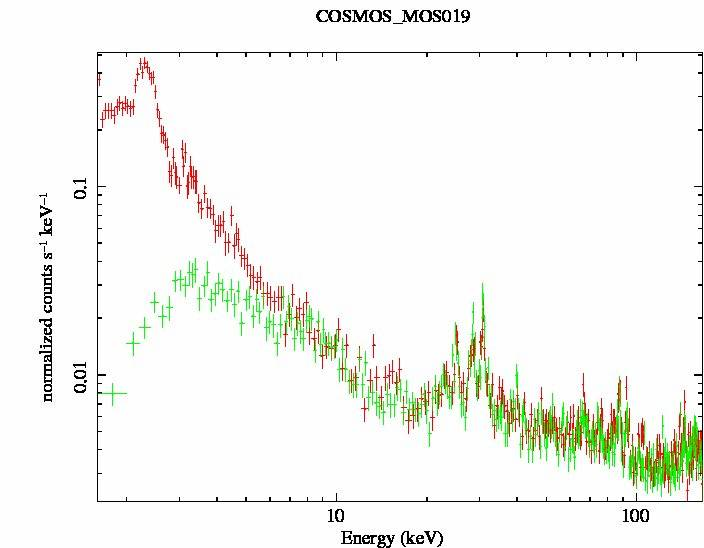 COSMOS_MOS019
normalized counts s⁻¹ keV⁻¹
0.1
0.01
10
100
Energy (keV)